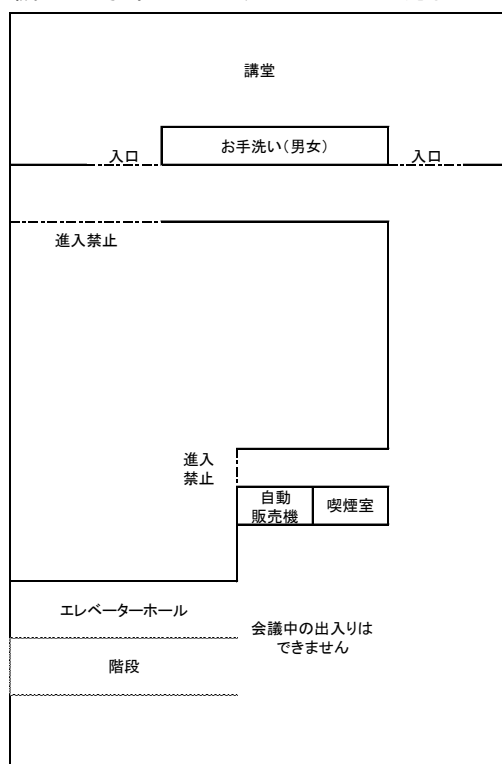 講堂
お手洗い(男女)
入口
入口
進入禁止
進入
禁止
自動
販売機
喫煙室
エレベーターホール
会議中の出入りは
できません
階段